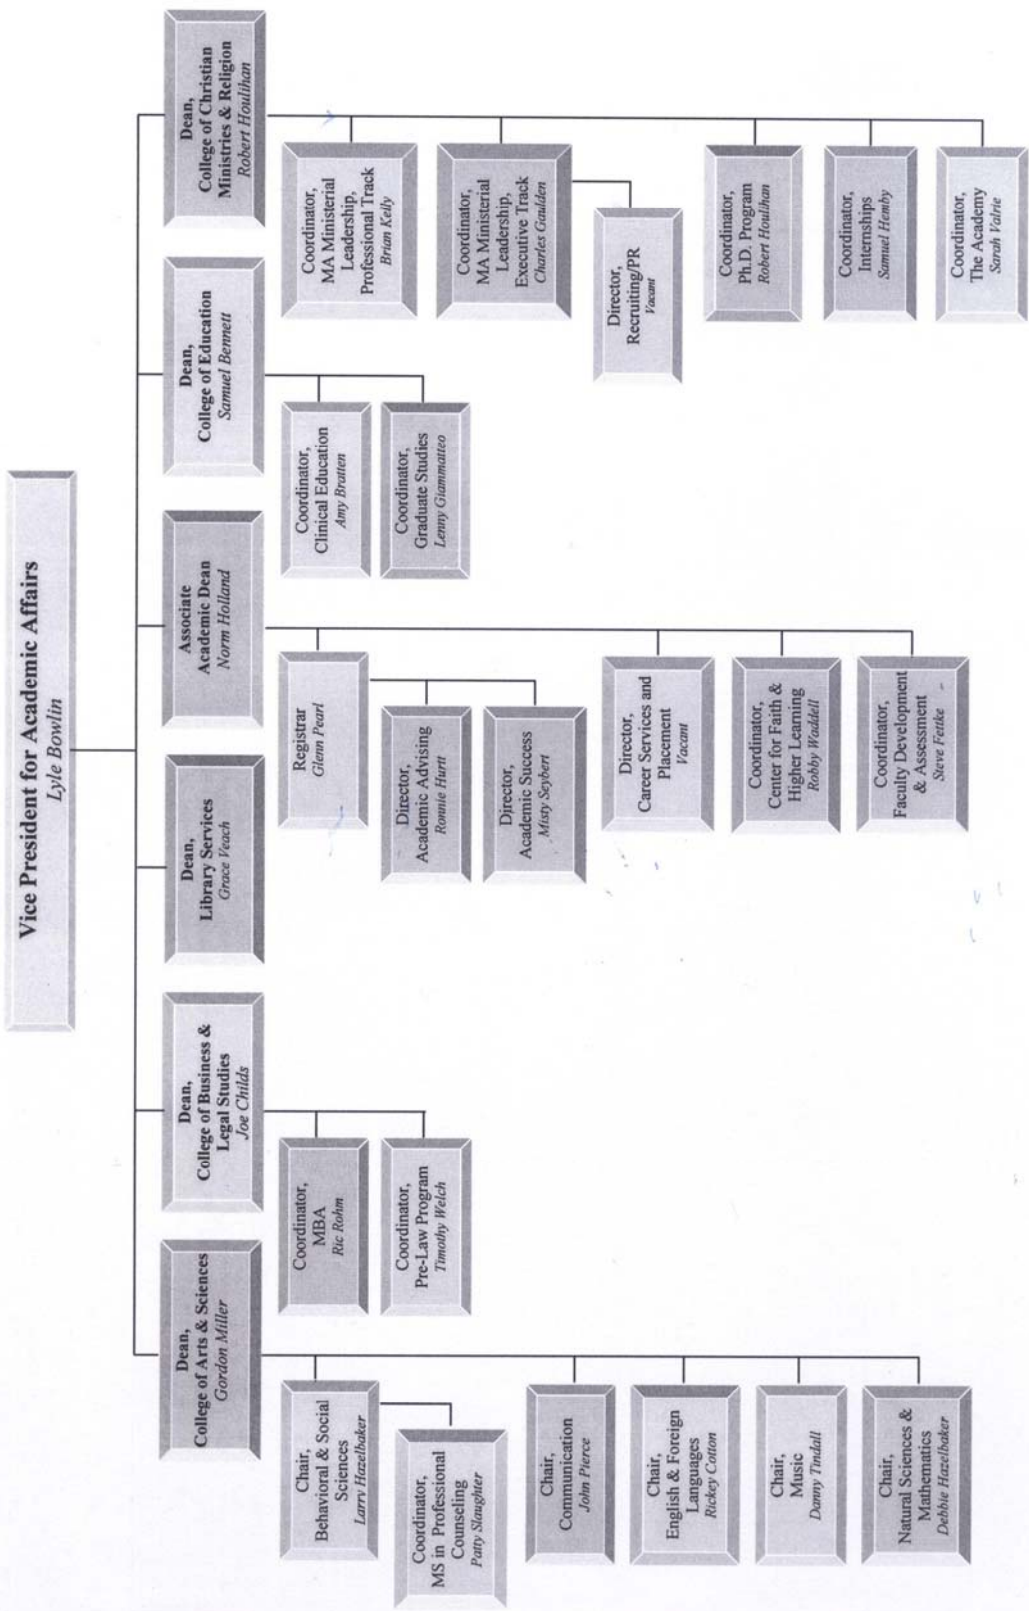 Vice President for Academic Affairs
Lyle Bowlin
Dean,
College of Arts & Sciences
Gordon Miller
Chair,
Behavioral & Social
Sciences
Larry Hazelbaker
Coordinator,
MS in Professional
Counseling
Patty Slaughter
Chair,
Communication
John Pierce
Chair,
English & Foreign
Languages
Rickey Cotton
Chair,
Music
Danny Tindall
Chair,
Natural Sciences &
Mathematics
Debbie Hazelbaker
Dean,
College of Business &
Legal Studies
Joe Childs
Coordinator,
MBA
Ric Rohm
Coordinator,
Pre-Law Program
Timothy Welch
Dean,
Library Services
Grace Veach
Associate
Academic Dean
Norm Holland
Registrar
Glenn Pearl
Director,
Academic Advising
Ronnie Hurtt
Director,
Academic Success
Misty Seybert
Director,
Career Services and
Placement
Vacant
Coordinator,
Center for Faith &
Higher Learning
Robby Waddell
Coordinator,
Faculty Development
& Assessment
Steve Fettke
Dean,
College of Education
Samuel Bennett
Coordinator,
Clinical Education
Amy Bratten
Coordinator,
Graduate Studies
Lenny Giammatteo
Dean,
College of Christian
Ministries & Religion
Robert Houlihan
Coordinator,
MA Ministerial
Leadership,
Professional Track
Brian Kelly
Coordinator,
MA Ministerial
Leadership,
Executive Track
Charles Gaulden
Director,
Recruiting/PR
Vacant
Coordinator,
Ph.D. Program
Robert Houlihan
Coordinator,
Internships
Samuel Hemby
Coordinator,
The Academy
Sarah Valrie